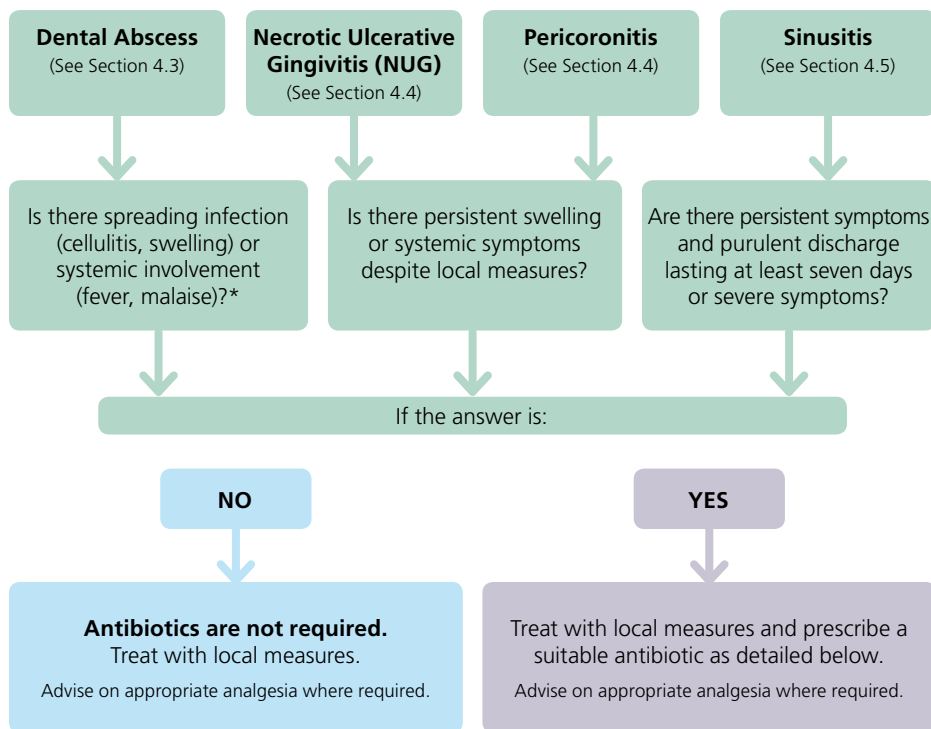 Dental Abscess
(See Section 4.3)
Necrotic Ulcerative
Gingivitis (NUG)
(See Section 4.4)
Pericoronitis
(See Section 4.4)
Sinusitis
(See Section 4.5)
Is there spreading infection
(cellulitis, swelling) or
systemic involvement
(fever, malaise)?*
Is there persistent swelling
or systemic symptoms
despite local measures?
Are there persistent symptoms
and purulent discharge
lasting at least seven days
or severe symptoms?
If the answer is:
NO
YES
Antibiotics are not required.
Treat with local measures.
Advise on appropriate analgesia where required.
Treat with local measures and prescribe a
suitable antibiotic as detailed below.
Advise on appropriate analgesia where required.